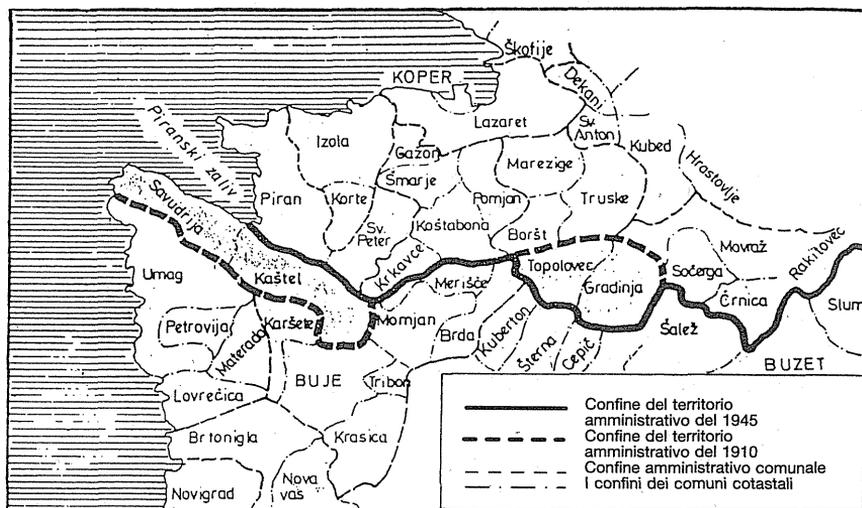 Škofije
KOPER
Dekani
Lazaret
Sv. Anton
Piranski zaliv
Izola
Gažon
Kubed
Hrastovlje
Šmarje
Marezige
Savudrija
Piran
Korte
Pomjan
Truske
Sv. Peter
Koštabona
Boršt
Movraž
Rakitovec
Krkavce
Topolovec
Sočerga
Umag
Kaštel
Merišče
Gradinja
Črnica
Slum
Petrovija
Materada
Karšete
Momjan
Brda
Kuberton
Šterna
Čepić
Šalež
BUZET
BUJE
Tribon
Lovrečica
Brtonigla
Krasica
Novigrad
Nova vas
Confine del territorio
amministrativo del 1945
Confine del territorio
amministrativo del 1910
Confine amministrativo comunale
I confini dei comuni cotastali